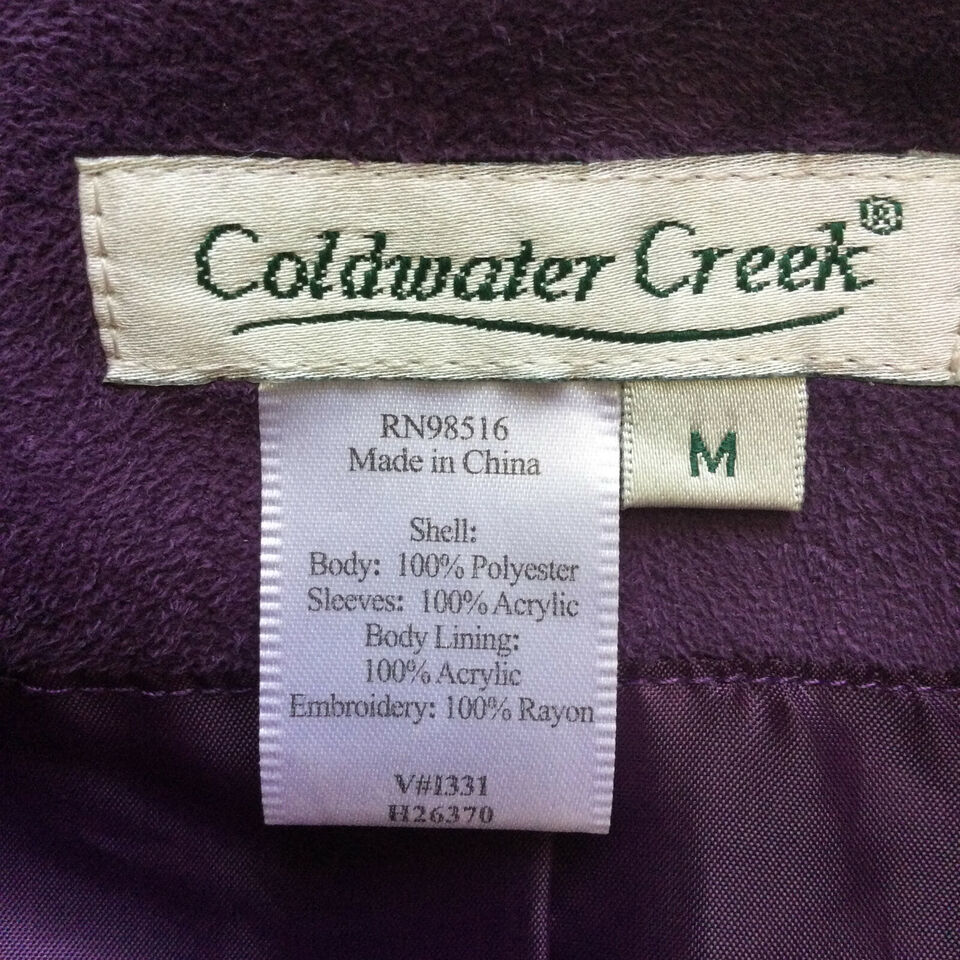 Coldwater Creek®
M
RN98516
Made in China
Shell:
Body: 100% Polyester
Sleeves: 100% Acrylic
Body Lining:
100% Acrylic
Embroidery: 100% Rayon
V#I331
H26370